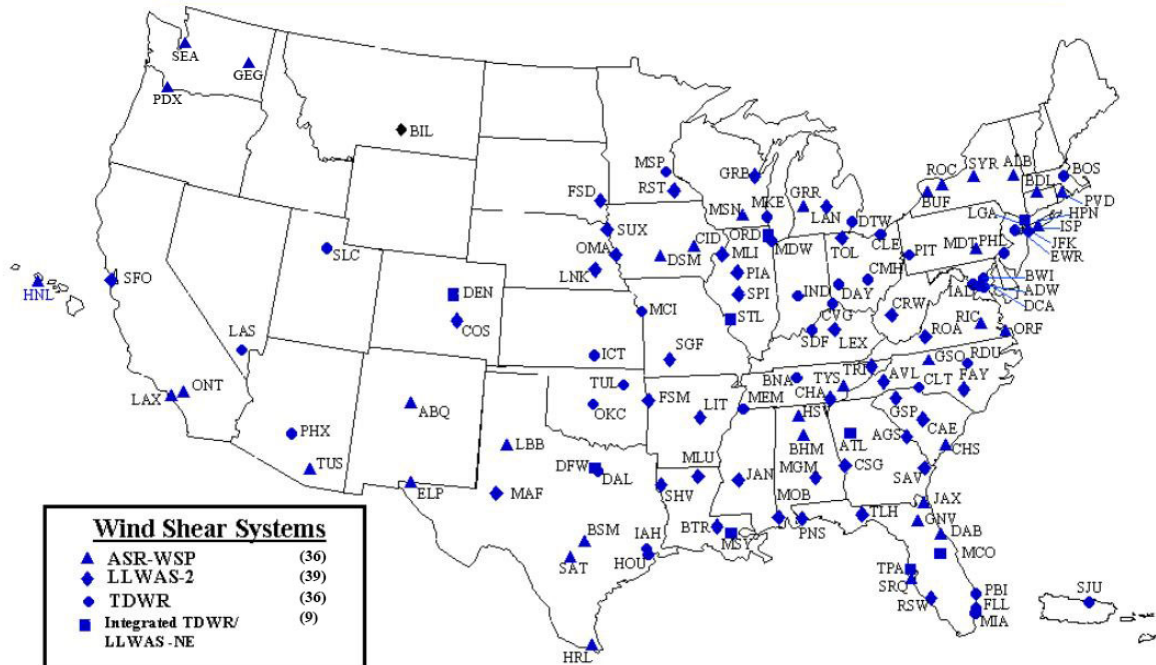 SEA
GEG
PDX
BIL
MSP
RST
GRB
GRR
ROC
SYR
ALB
BOS
BDL
BUF
PVD
FSD
MSN
MKE
LAN
DTW
LGA
HPN
ISP
SUX
ORD
CID
MDW
CLE
PIT
MDT
PHL
JFK
EWR
OMA
DSM
MLI
TOL
SLC
LNK
PIA
CMH
BWI
HNL
SFO
DEN
SPI
IND
DAY
IAD
ADW
DCA
MCI
STL
CVG
CRW
RIC
COS
LAS
SDF
LEX
ROA
ORF
ICT
SGF
TRI
GSO
RDU
TUL
BNA
TYS
AVL
CLT
FAY
ONT
LAX
ABQ
OKC
FSM
LIT
MEM
CHA
GSP
HSV
CAE
PHX
LBB
BHM
ATL
AGS
CHS
TUS
DFW
DAL
MLU
JAN
MGM
CSG
SAV
ELP
MAF
SHV
MOB
TLH
JAX
GNV
DAB
BSM
IAH
BTR
MSY
PNS
MCO
SAT
HOU
TPA
SRQ
RSW
PBI
FLL
MIA
SJU
HRL
Wind Shear Systems
ASR-WSP (36)
LLWAS-2 (39)
TDWR (36)
Integrated TDWR/ (9)
LLWAS -NE